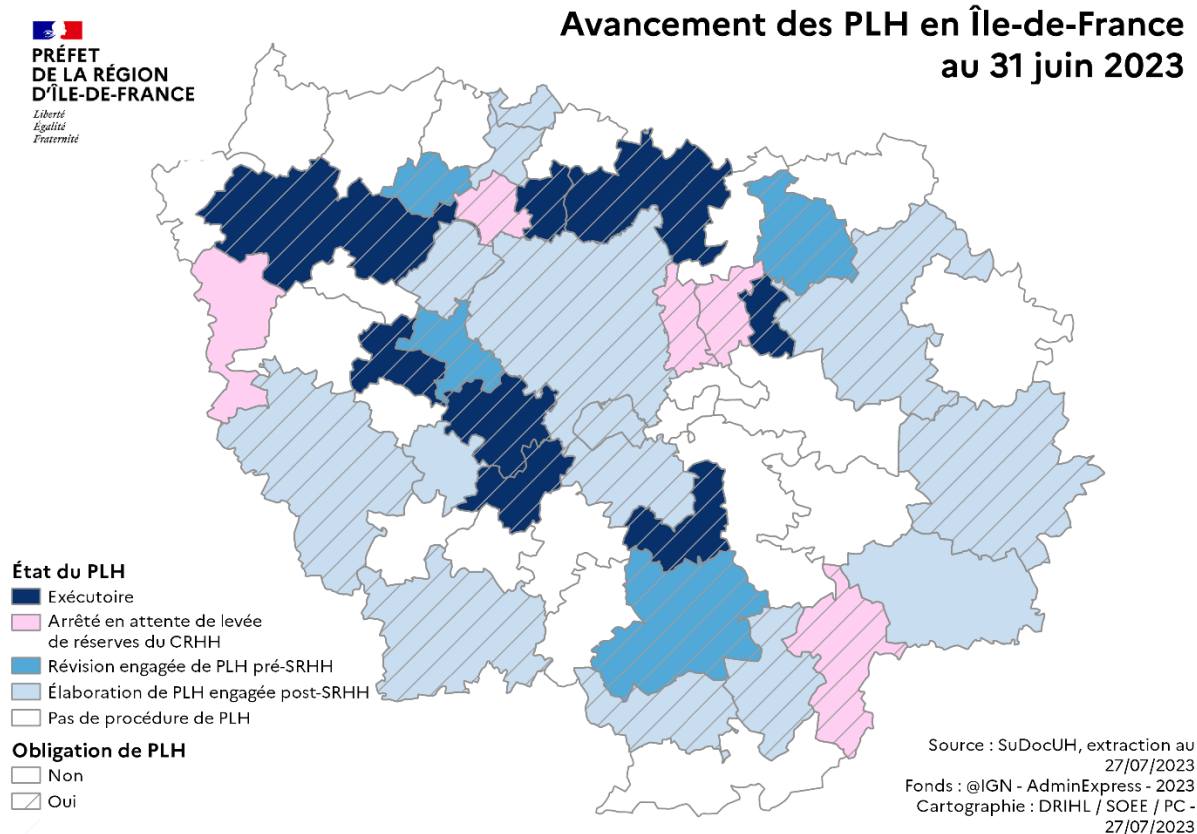 PRÉFET
DE LA RÉGION
D'ÎLE-DE-FRANCE
Liberté
Égalité
Fraternité
Avancement des PLH en Île-de-France
au 31 juin 2023
État du PLH
Exécutoire
Arrêté en attente de levée
de réserves du CRHH
Révision engagée de PLH pré-SRHH
Élaboration de PLH engagée post-SRHH
Pas de procédure de PLH
Obligation de PLH
Non
Oui
Source : SuDocUH, extraction au
27/07/2023
Fonds : @IGN - AdminExpress - 2023
Cartographie : DRIHL / SOEE / PC -
27/07/2023